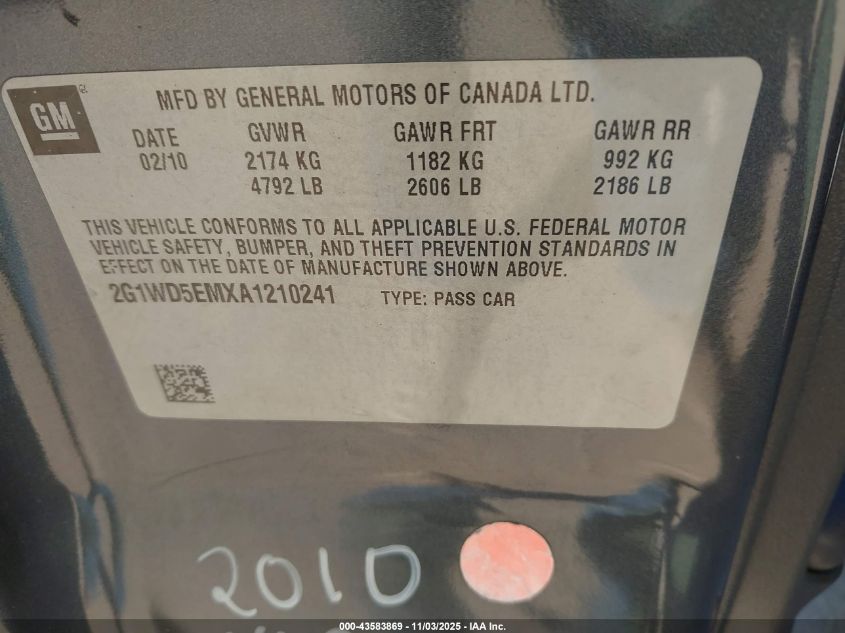 GM
MFD BY GENERAL MOTORS OF CANADA LTD.
DATE GVWR GAWR FRT GAWR RR
02/10 2174 KG 1182 KG 992 KG
4792 LB 2606 LB 2186 LB
THIS VEHICLE CONFORMS TO ALL APPLICABLE U.S. FEDERAL MOTOR
VEHICLE SAFETY, BUMPER, AND THEFT PREVENTION STANDARDS IN
EFFECT ON THE DATE OF MANUFACTURE SHOWN ABOVE.
2G1WD5EMXA1210241 TYPE: PASS CAR
2010
000-43583869 - 11/03/2025 - IAA Inc.